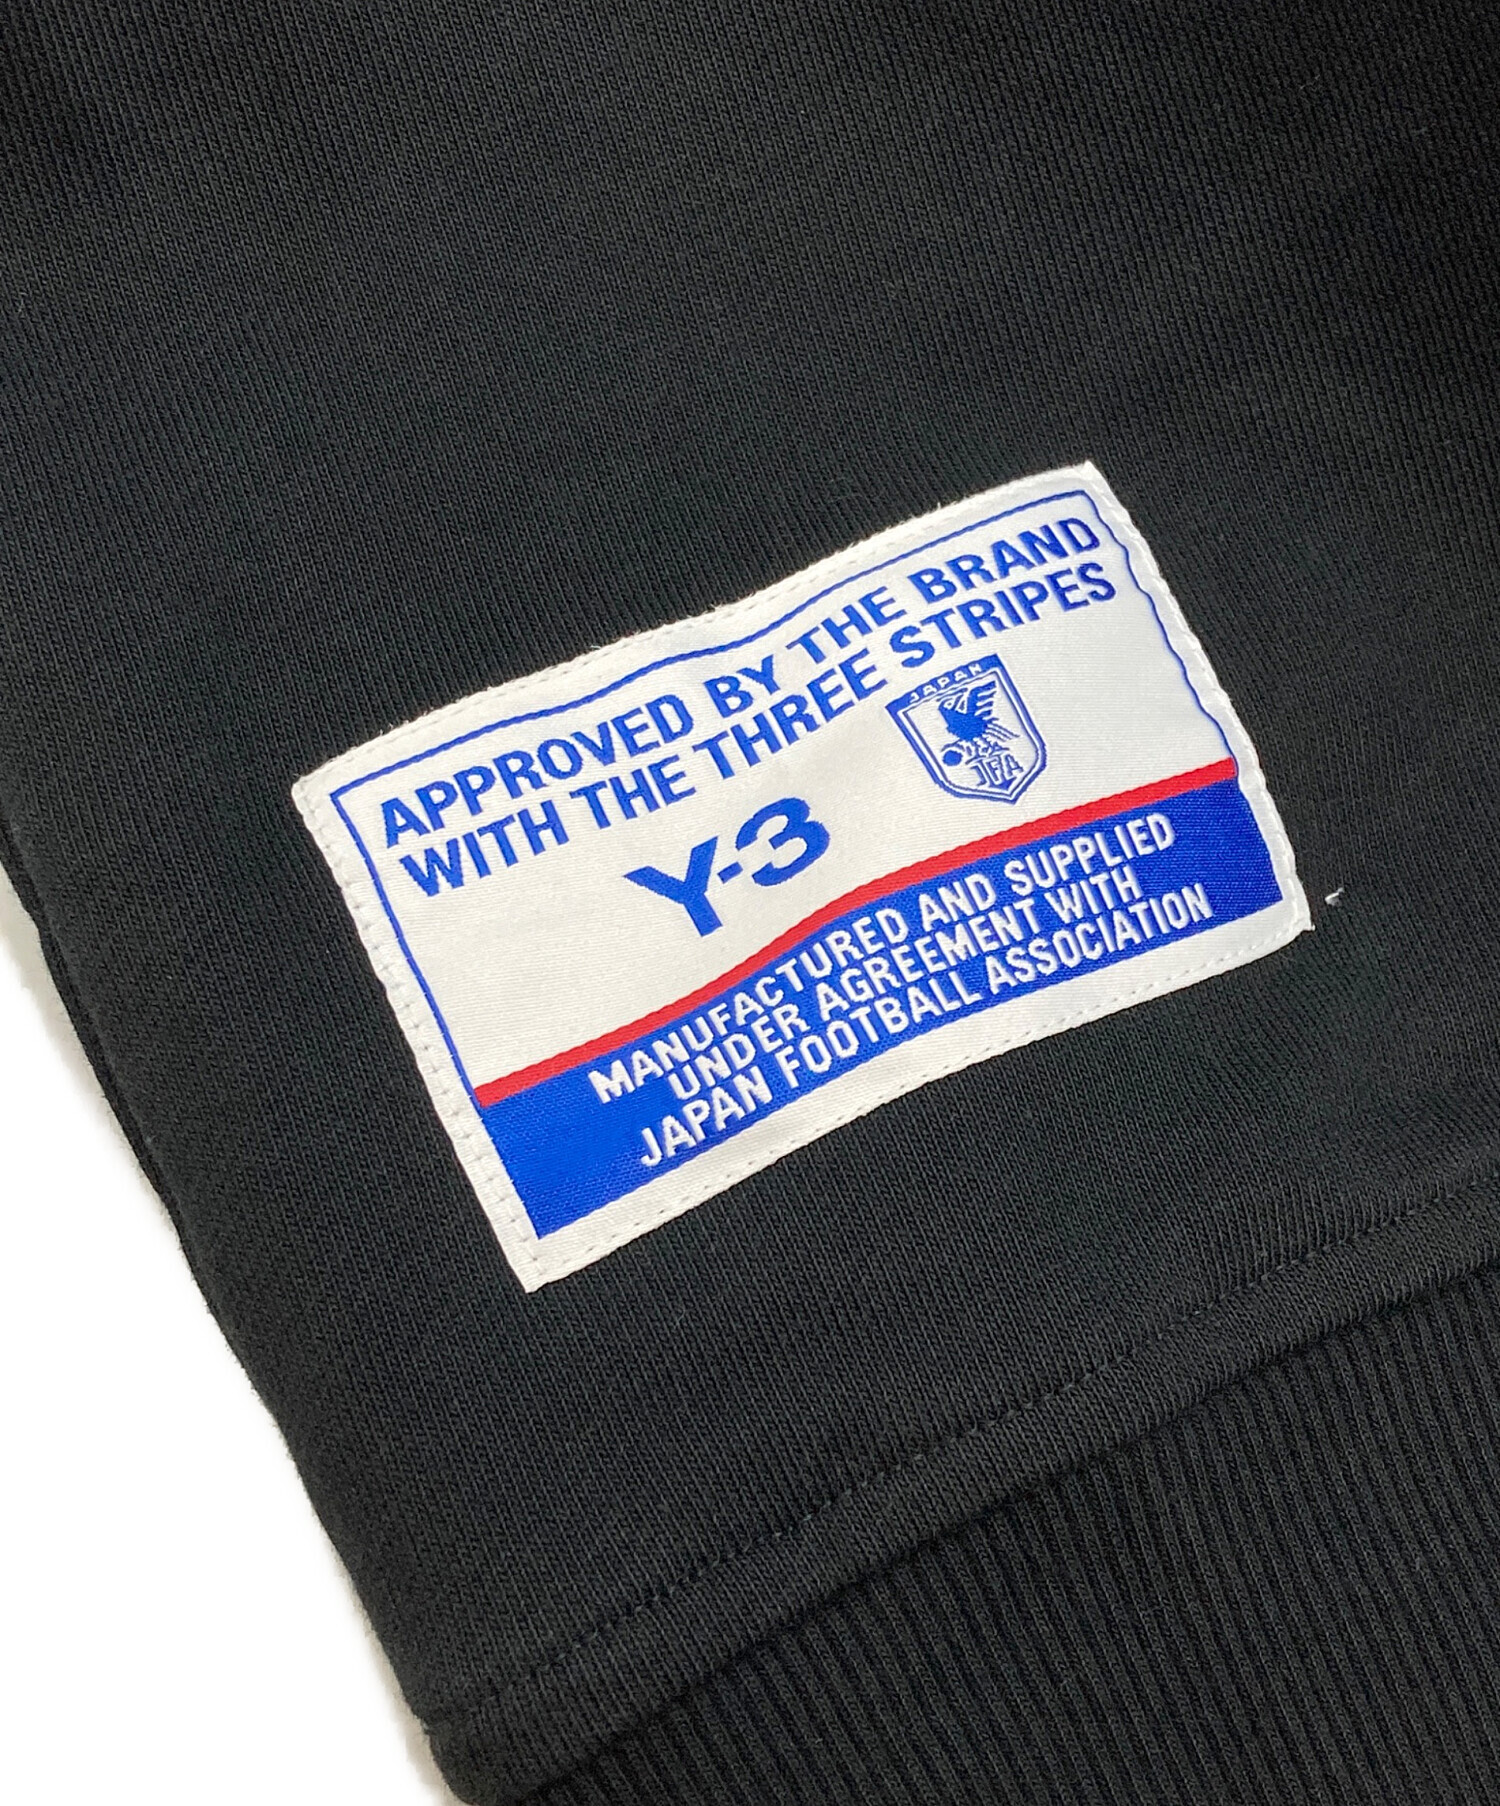 APPROVED BY THE BRAND
WITH THE THREE STRIPES
JAPAN
JFA
Y-3
MANUFACTURED AND SUPPLIED
UNDER AGREEMENT WITH
JAPAN FOOTBALL ASSOCIATION